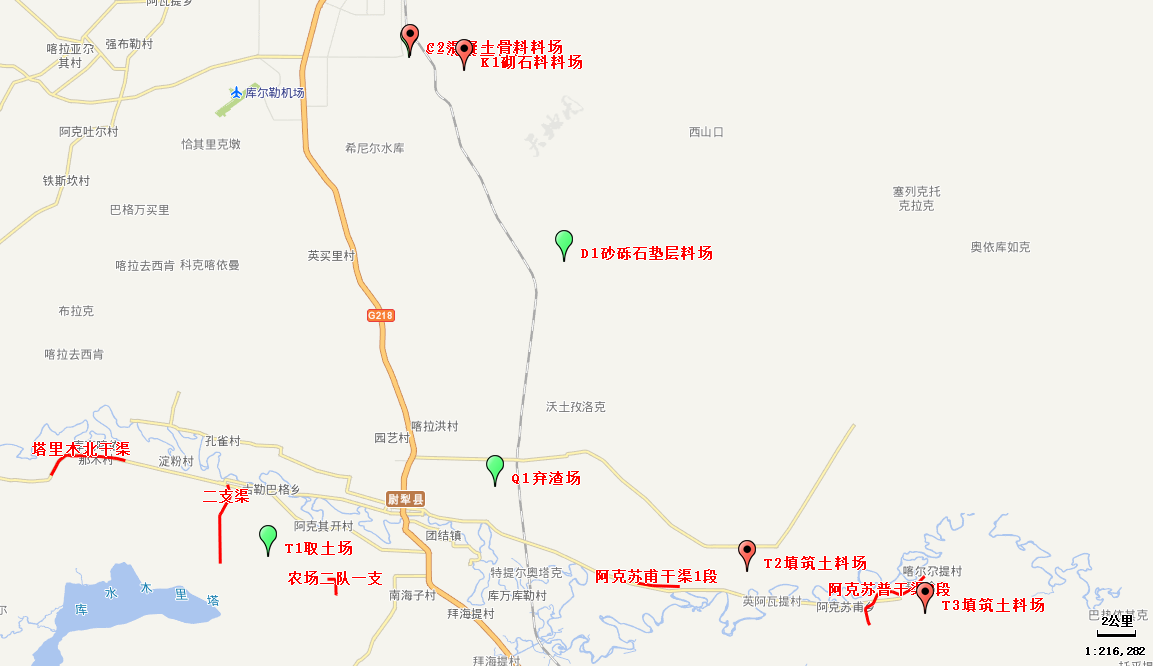 阿瓦提乡
喀拉亚尔
其村
强布勒村
C2混凝土骨料料场
K1砌石料料场
库尔勒机场
天地图
阿克吐尔村
恰其里克墩
希尼尔水库
西山口
铁斯坎村
塞列克托
克拉克
巴格万买里
奥依库如克
D1砂砾石垫层料场
英买里村
喀拉去西肯
科克喀依曼
布拉克
G218
喀拉去西肯
沃土孜洛克
喀拉洪村
园艺村
孔雀村
塔里木北干渠
那木村
淀粉村
Q1弃渣场
古勒巴格乡
二支渠
尉犁县
阿克其开村
团结镇
T1取土场
T2填筑土料场
特提尔奥塔克
喀尔尕提村
农场二队一支
阿克苏甫干渠1段
阿克苏普干渠2段
南海子村
库万库勒村
英阿瓦提村
阿克苏甫乡
T3填筑土料场
塔里木水库
拜海提村
巴热依其克
2公里
1:216,282
拜海提村